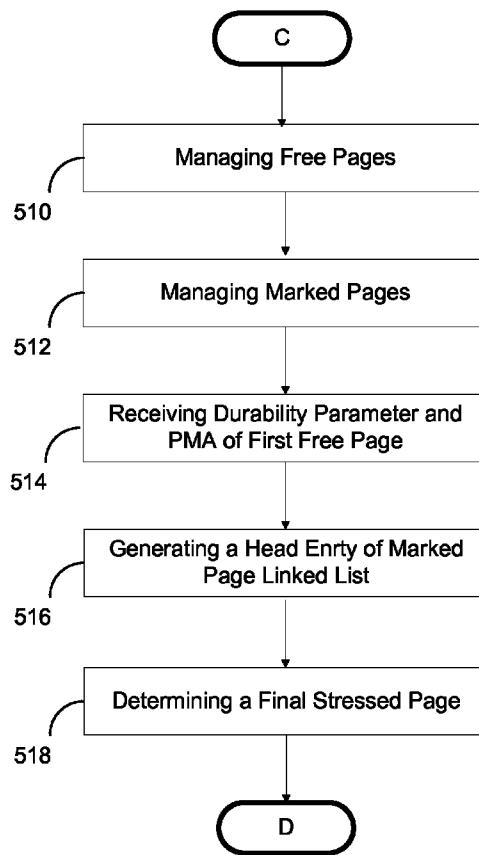 C
Managing Free Pages
510
Managing Marked Pages
512
Receiving Durability Parameter and
PMA of First Free Page
514
Generating a Head Enrty of Marked
Page Linked List
516
Determining a Final Stressed Page
518
D